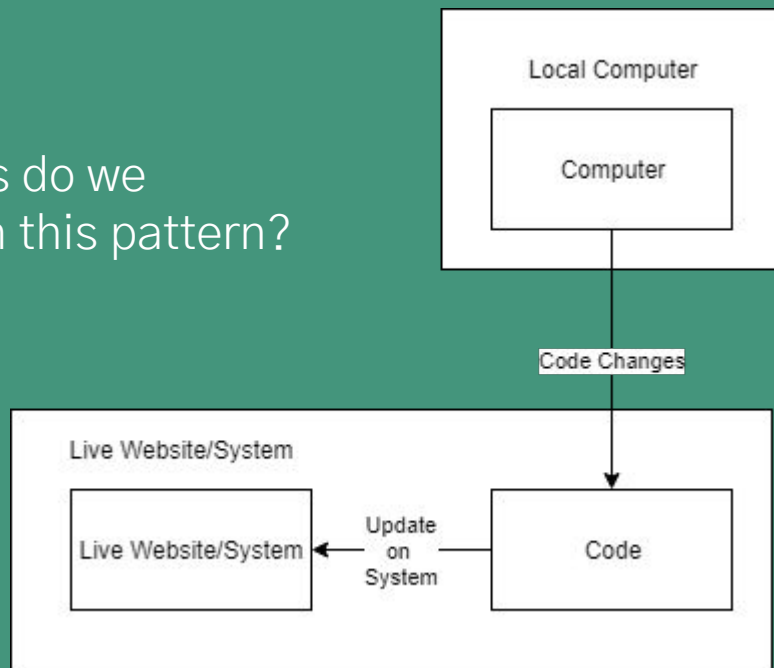 s do we
this pattern?
Local Computer
Computer
Code Changes
Live Website/System
Live Website/System
Update
on
System
Code